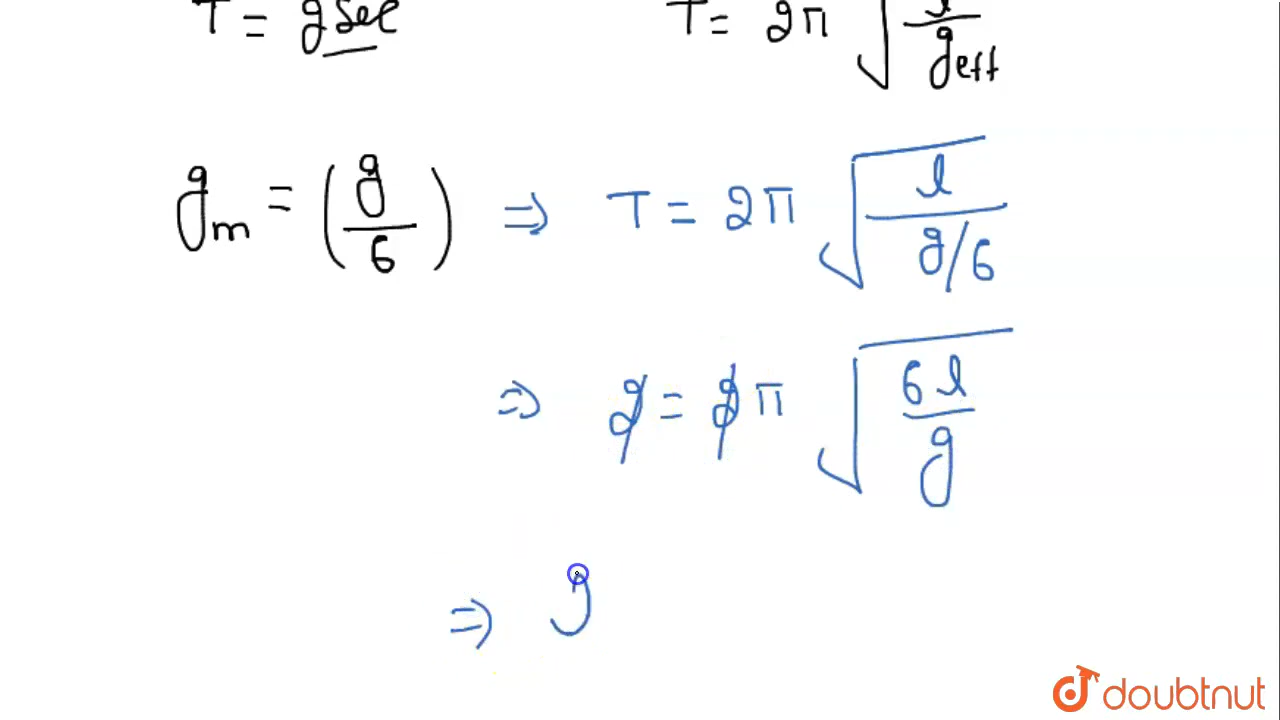 T = 2 sec T = 2π √(l/g_eff)
g_m = (g/6) ⇒ T = 2π √(l/(g/6))
⇒ 2 = 2π √(6l/g)
⇒ g
doubtnut